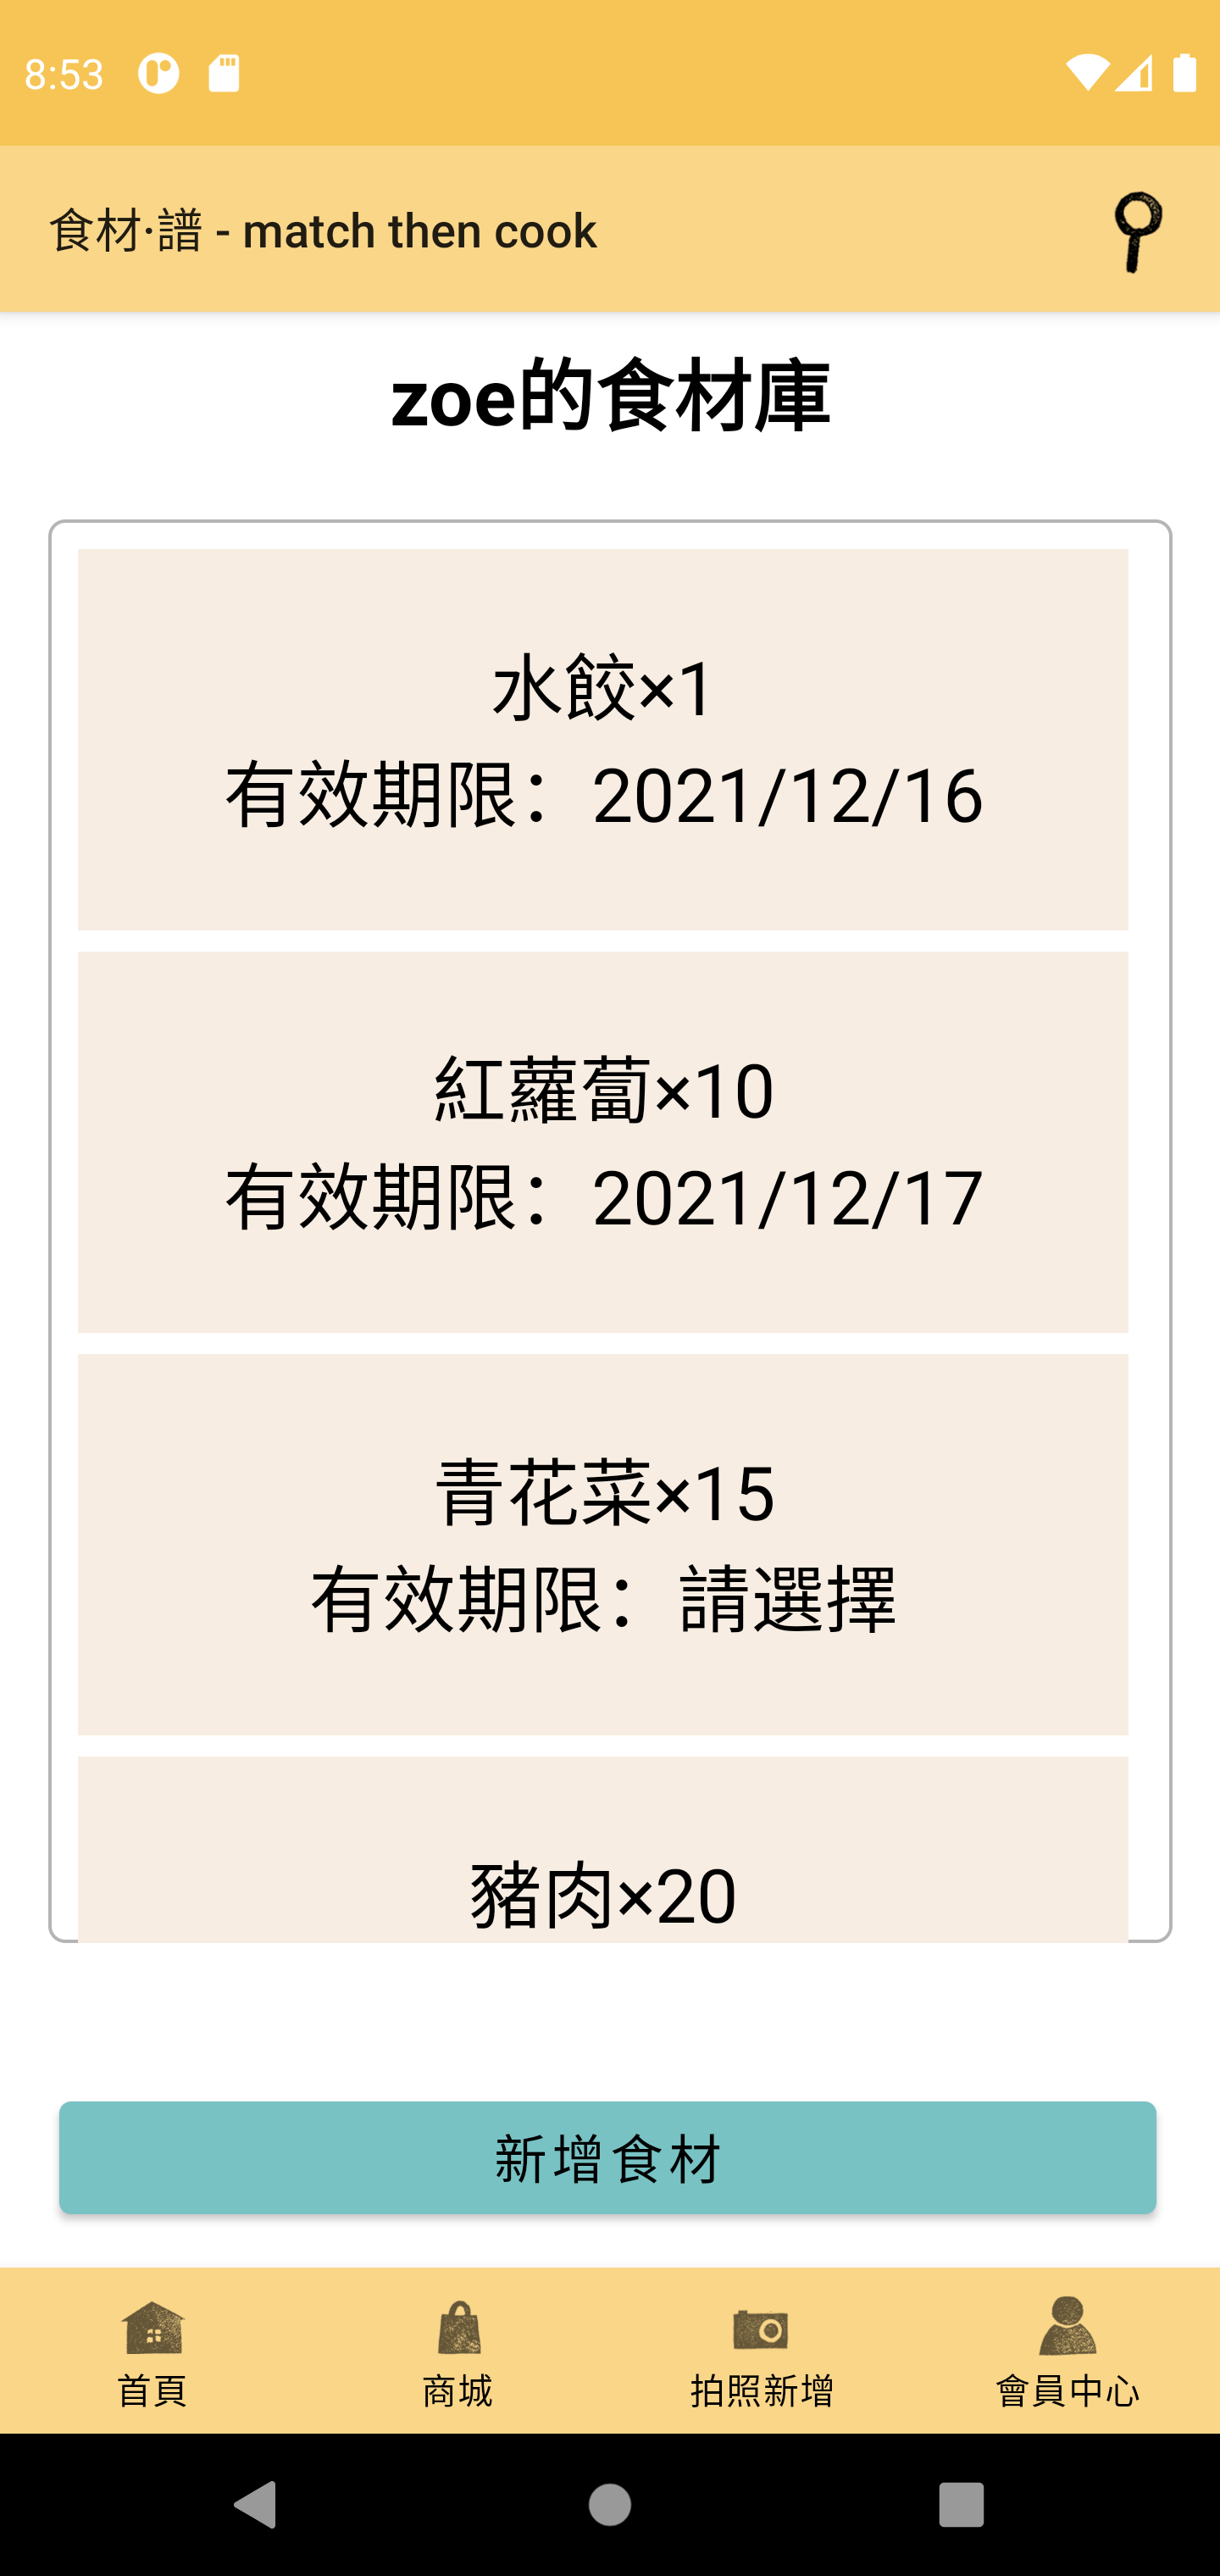 8:53
食材·譜 - match then cook
zoe的食材庫
水餃×1
有效期限：2021/12/16
紅蘿蔔×10
有效期限：2021/12/17
青花菜×15
有效期限：請選擇
豬肉×20
新增食材
首頁
商城
拍照新增
會員中心